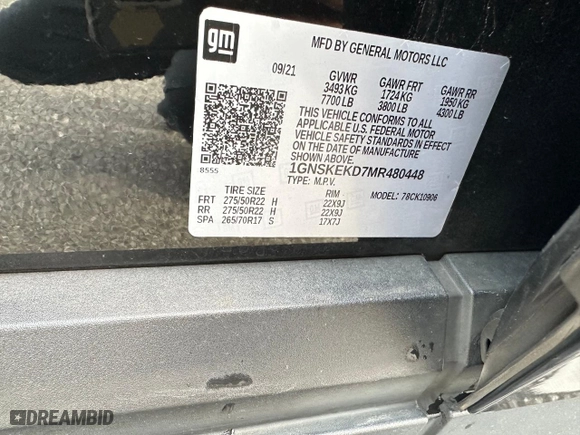 gm
MFD BY GENERAL MOTORS LLC
09/21 GVWR GAWR FRT GAWR RR
3493 KG 1724 KG 1950 KG
7700 LB 3800 LB 4300 LB
THIS VEHICLE CONFORMS TO ALL
APPLICABLE U.S. FEDERAL MOTOR
VEHICLE SAFETY STANDARDS IN EFFECT
ON THE DATE OF MANUFACTURE
SHOWN ABOVE.
8555 1GNSKEKD7MR480448
TYPE: M.P.V. MODEL: 78CK10906
TIRE SIZE RIM
FRT 275/50R22 H 22X9J
RR 275/50R22 H 22X9J
SPA 265/70R17 S 17X7J
DREAMBID